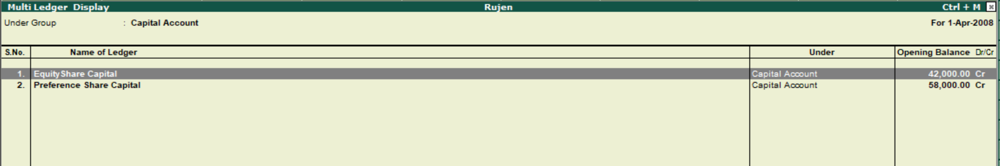 Multi Ledger Display Rujen Ctrl + M
Under Group : Capital Account For 1-Apr-2008
S.No. Name of Ledger Under Opening Balance Dr/Cr
1. Equity Share Capital Capital Account 42,000.00 Cr
2. Preference Share Capital Capital Account 58,000.00 Cr